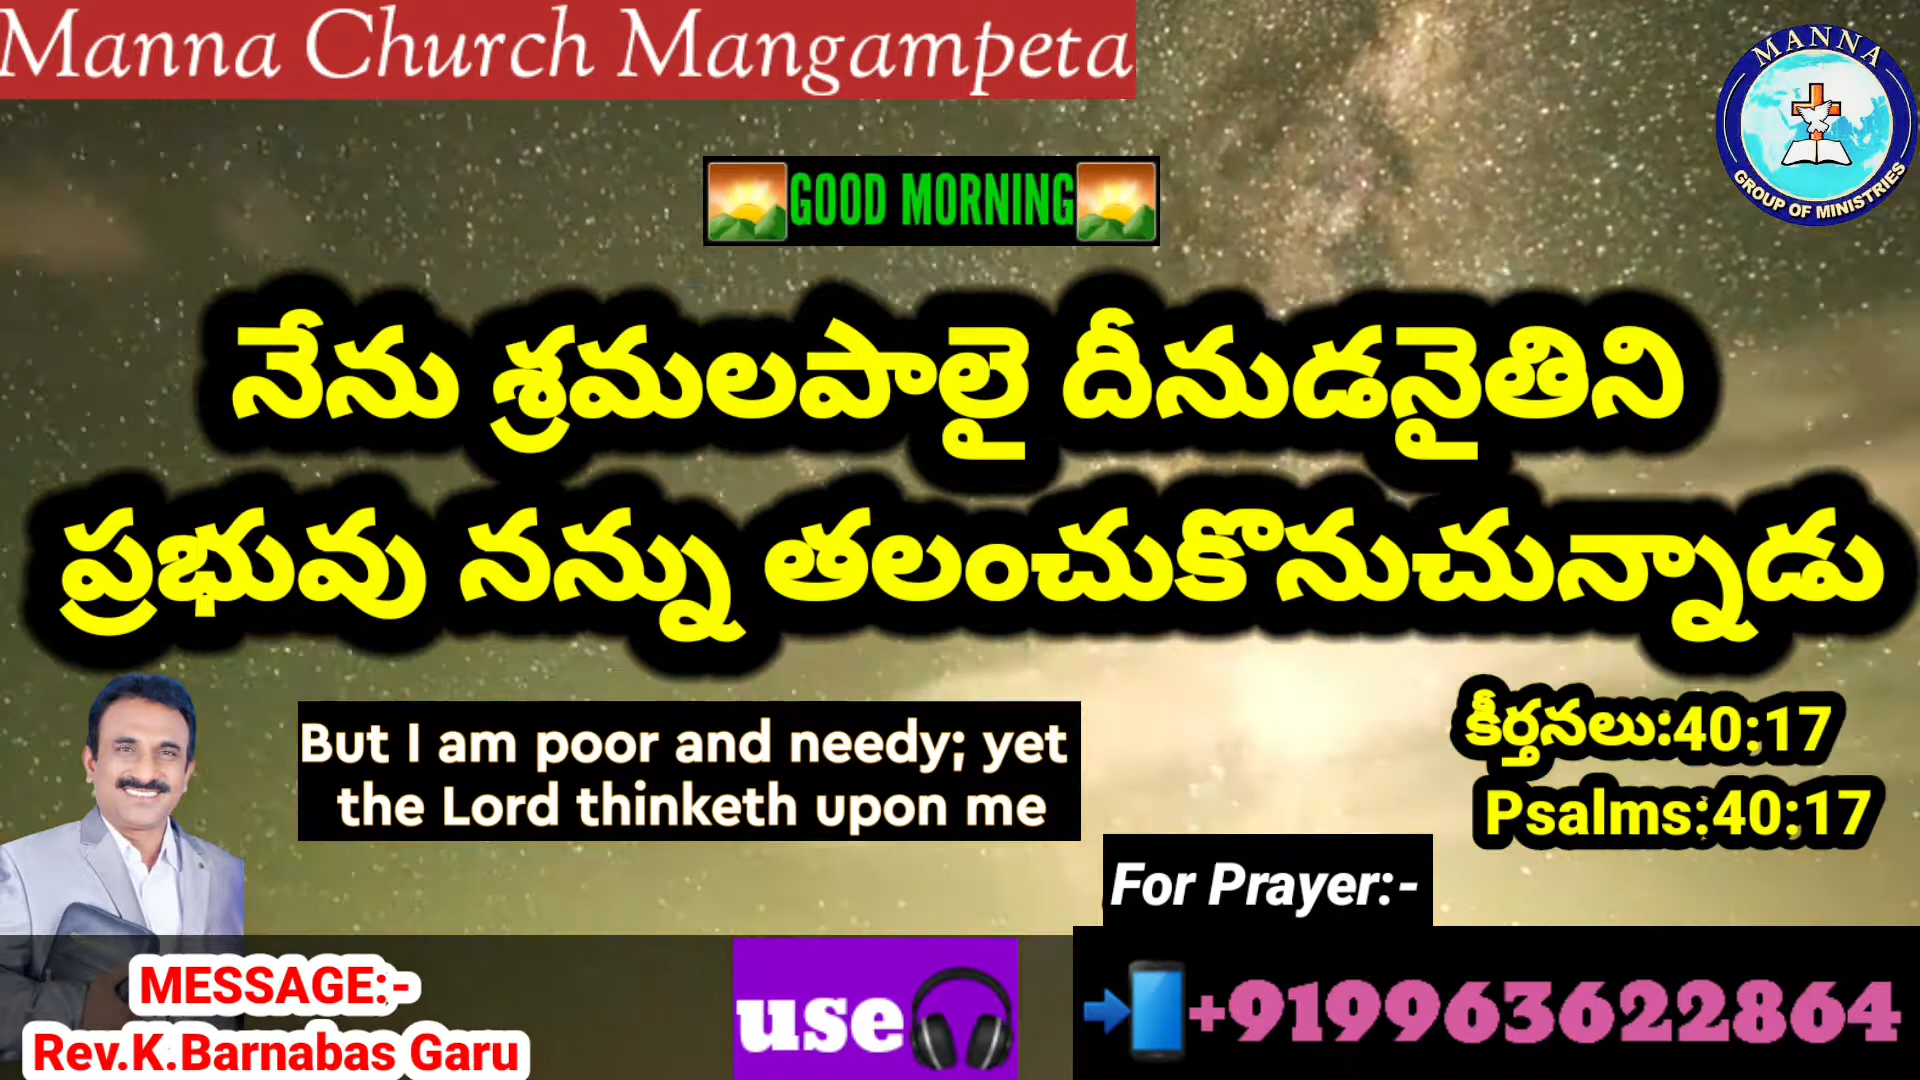 Manna Church Mangampeta
MANNA
GROUP OF MINISTRIES
GOOD MORNING
నేను శ్రమలపాలై దీనుడనైతిని
ప్రభువు నన్ను తలంచుకొనుచున్నాడు
But I am poor and needy; yet
the Lord thinketh upon me
కీర్తనలు:40:17
Psalms:40:17
For Prayer:-
+919963622864
MESSAGE:-
Rev.K.Barnabas Garu
use